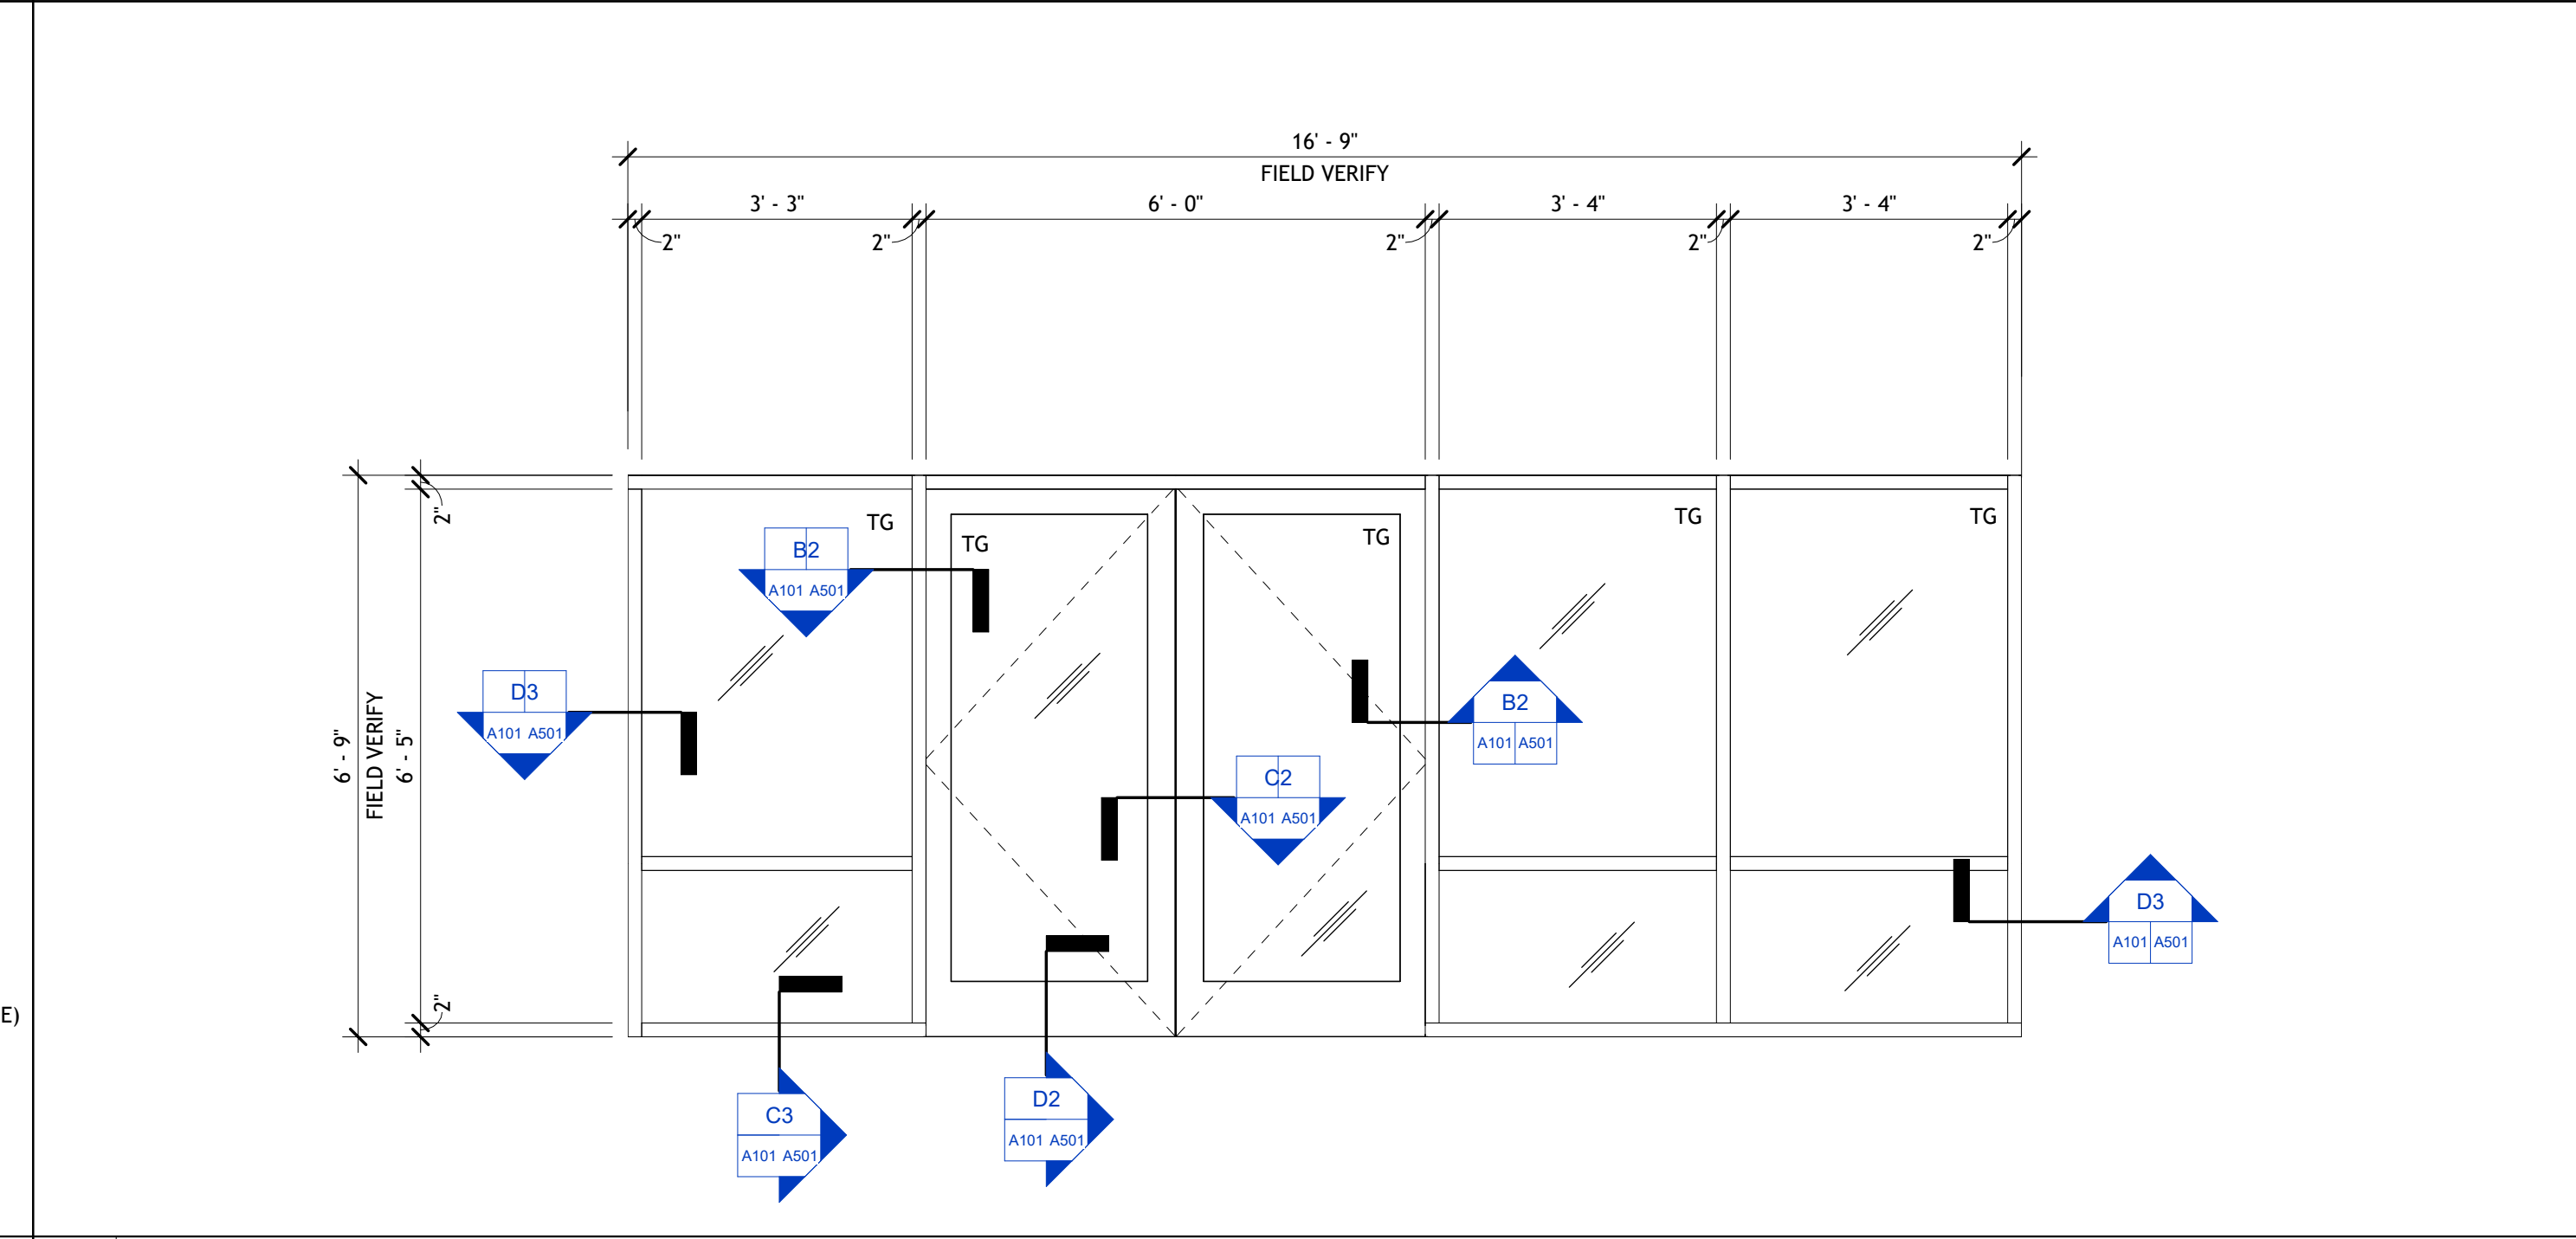 16' - 9"
FIELD VERIFY
3' - 3"
6' - 0"
3' - 4"
3' - 4"
2"
2"
2"
2"
2"
2"
TG
TG
TG
TG
TG
B2
A101 A501
D3
A101 A501
B2
A101 A501
6' - 9"
FIELD VERIFY
6' - 5"
C2
A101 A501
D3
A101 A501
2"
E)
C3
A101 A501
D2
A101 A501